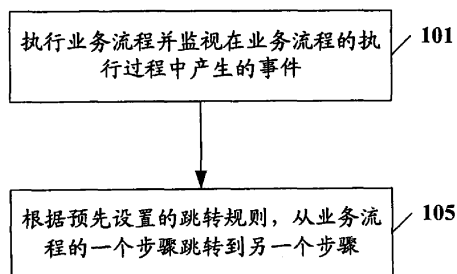 执行业务流程并监视在业务流程的执
行过程中产生的事件
101
根据预先设置的跳转规则，从业务流
程的一个步骤跳转到另一个步骤
105